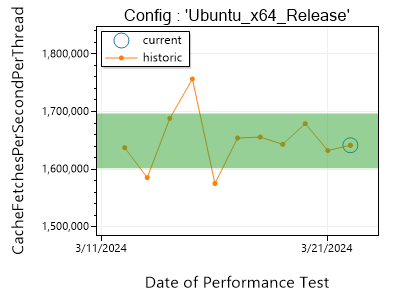 Config : 'Ubuntu_x64_Release'
CacheFetchesPerSecondPerThread
1,800,000
1,700,000
1,600,000
1,500,000
current
historic
3/11/2024
3/21/2024
Date of Performance Test